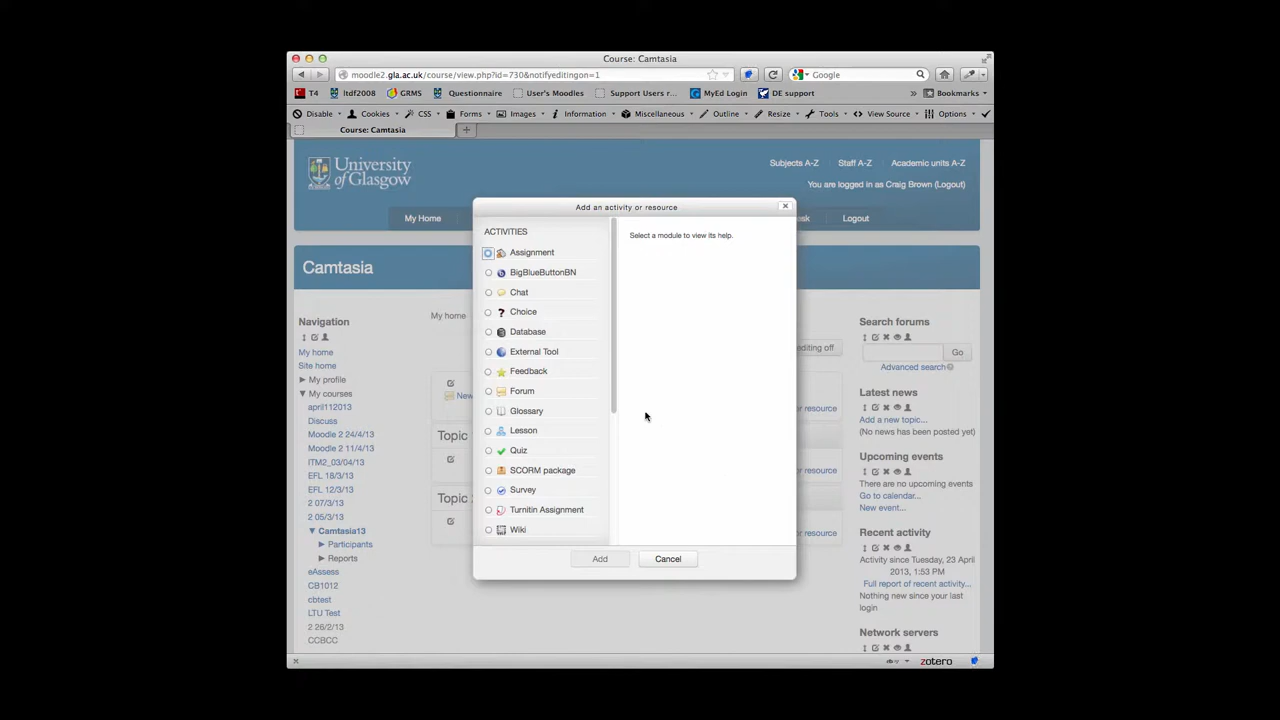 Course: Camtasia
moodle2.gla.ac.uk/course/view.php?id=730&notifyeditingon=1
Google
T4
ltdf2008
GRMS
Questionnaire
User's Moodles
Support Users r...
MyEd Login
DE support
» Bookmarks
Disable
Cookies
CSS
Forms
Images
Information
Miscellaneous
Outline
Resize
Tools
View Source
Options
Course: Camtasia
University
of Glasgow
Subjects A-Z
Staff A-Z
Academic units A-Z
You are logged in as Craig Brown (Logout)
My Home
sk
Logout
Camtasia
My home
editing off
Navigation
My home
Site home
My profile
My courses
april112013
Discuss
Moodle 2 24/4/13
Moodle 2 11/4/13
ITM2_03/04/13
EFL 18/3/13
EFL 12/3/13
2 07/3/13
2 05/3/13
Camtasia13
Participants
Reports
eAssess
CB1012
cbtest
LTU Test
2 26/2/13
CCBCC
New
Topic
Topic
Add an activity or resource
ACTIVITIES
Assignment
BigBlueButtonBN
Chat
Choice
Database
External Tool
Feedback
Forum
Glossary
Lesson
Quiz
SCORM package
Survey
Turnitin Assignment
Wiki
Select a module to view its help.
Add
Cancel
or resource
or resource
or resource
Search forums
Go
Advanced search
Latest news
Add a new topic...
(No news has been posted yet)
Upcoming events
There are no upcoming events
Go to calendar...
New event...
Recent activity
Activity since Tuesday, 23 April
2013, 1:53 PM
Full report of recent activity...
Nothing new since your last
login
Network servers
zotero